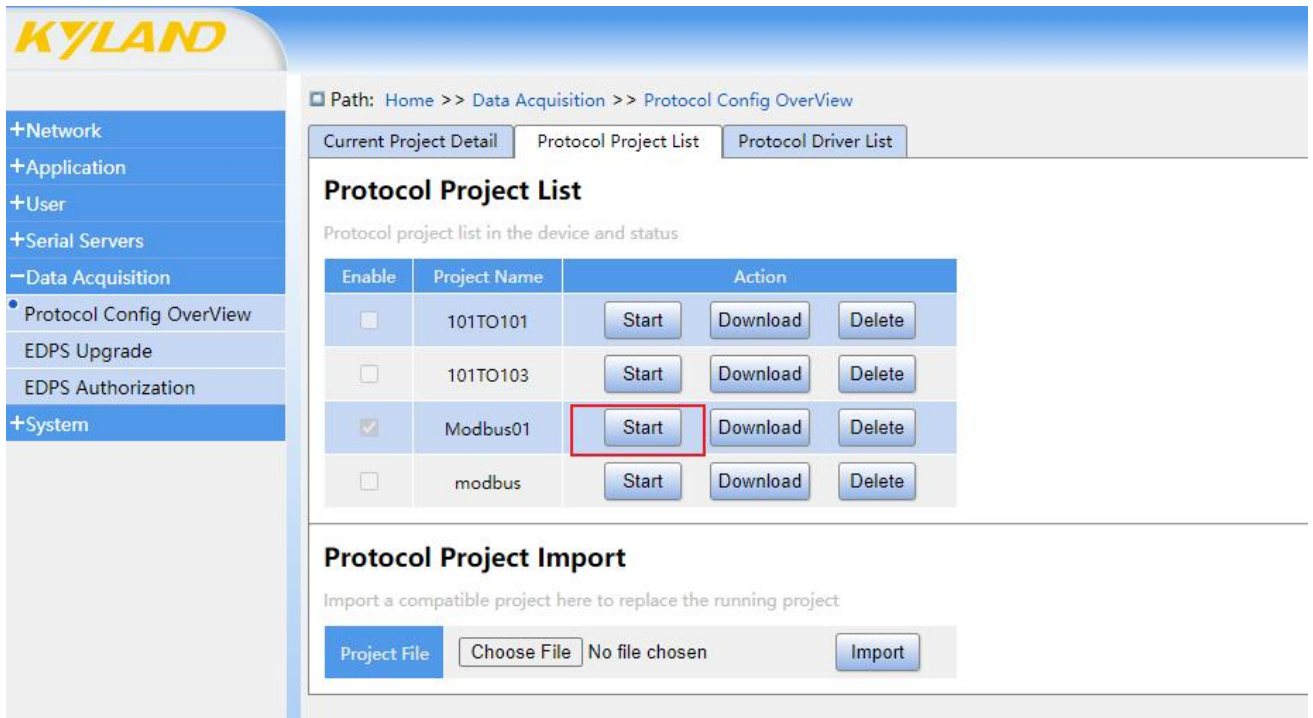 KYLAND
Path: Home >> Data Acquisition >> Protocol Config OverView
+Network
+Application
+User
+Serial Servers
−Data Acquisition
Protocol Config OverView
EDPS Upgrade
EDPS Authorization
+System
Current Project Detail Protocol Project List Protocol Driver List
Protocol Project List
Protocol project list in the device and status
Enable Project Name Action
101TO101 Start Download Delete
101TO103 Start Download Delete
Modbus01 Start Download Delete
modbus Start Download Delete
Protocol Project Import
Import a compatible project here to replace the running project
Project File Choose File No file chosen Import